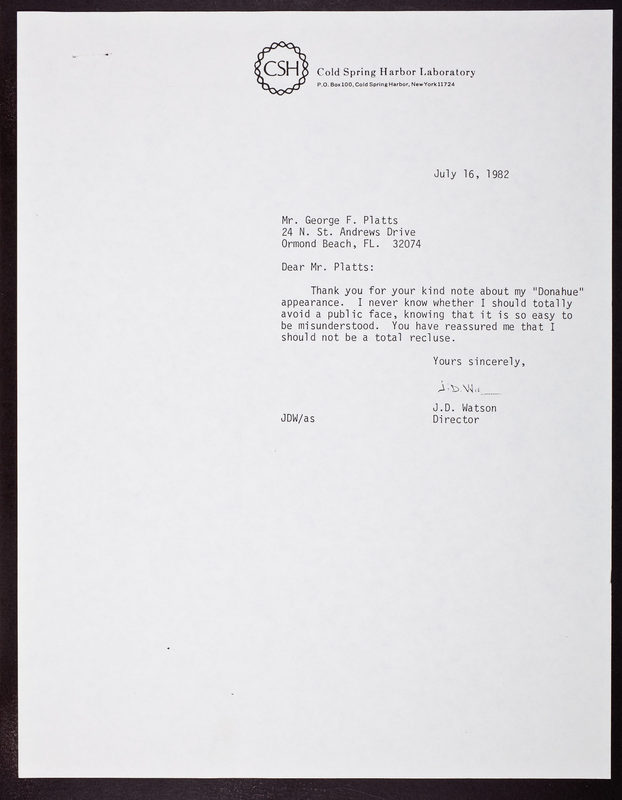 CSH
Cold Spring Harbor Laboratory
P.O. Box 100, Cold Spring Harbor, New York 11724
July 16, 1982
Mr. George F. Platts
24 N. St. Andrews Drive
Ormond Beach, FL. 32074
Dear Mr. Platts:
Thank you for your kind note about my "Donahue"
appearance. I never know whether I should totally
avoid a public face, knowing that it is so easy to
be misunderstood. You have reassured me that I
should not be a total recluse.
Yours sincerely,
J.D. Wa
J.D. Watson
JDW/as
Director